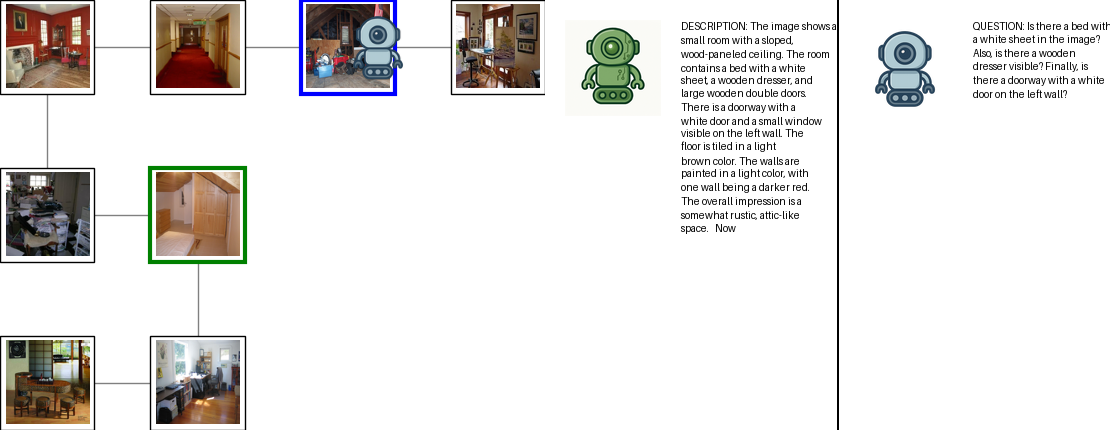 DESCRIPTION: The image shows a
small room with a sloped,
wood-paneled ceiling. The room
contains a bed with a white
sheet, a wooden dresser, and
large wooden double doors.
There is a doorway with a
white door and a small window
visible on the left wall. The
floor is tiled in a light
brown color. The walls are
painted in a light color, with
one wall being a darker red.
The overall impression is a
somewhat rustic, attic-like
space.   Now
QUESTION: Is there a bed with
a white sheet in the image?
Also, is there a wooden
dresser visible? Finally, is
there a doorway with a white
door on the left wall?